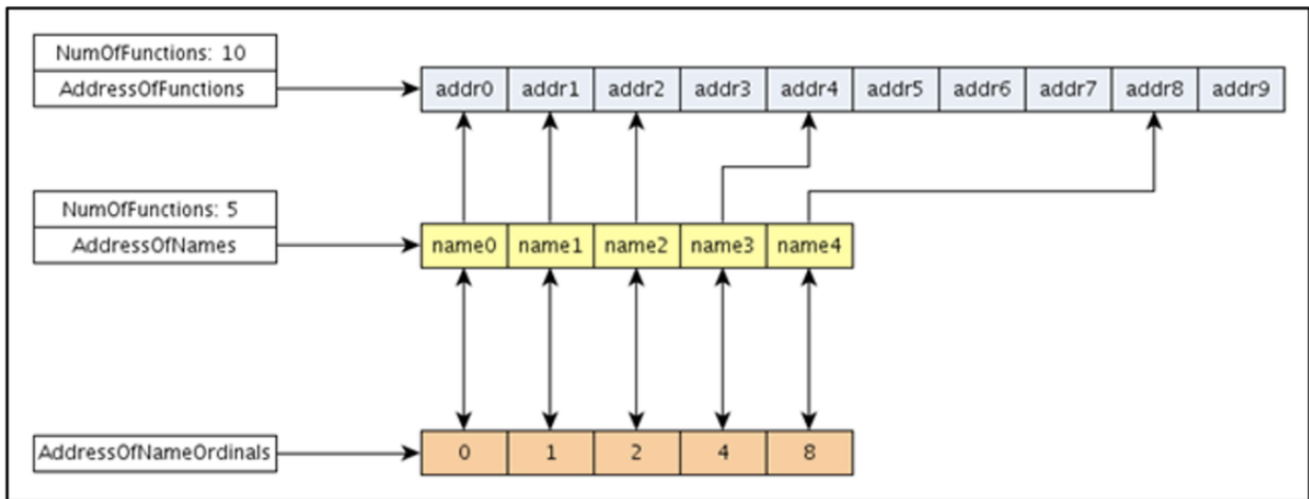 NumOfFunctions: 10
AddressOfFunctions
addr0 addr1 addr2 addr3 addr4 addr5 addr6 addr7 addr8 addr9
NumOfFunctions: 5
AddressOfNames
name0 name1 name2 name3 name4
AddressOfNameOrdinals
0 1 2 4 8